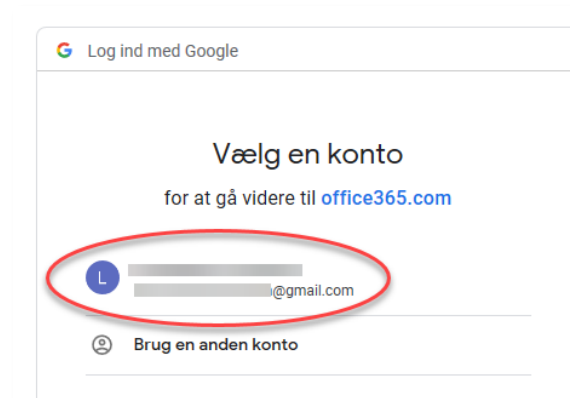 Log ind med Google
Vælg en konto
for at gå videre til office365.com
L
@gmail.com
Brug en anden konto